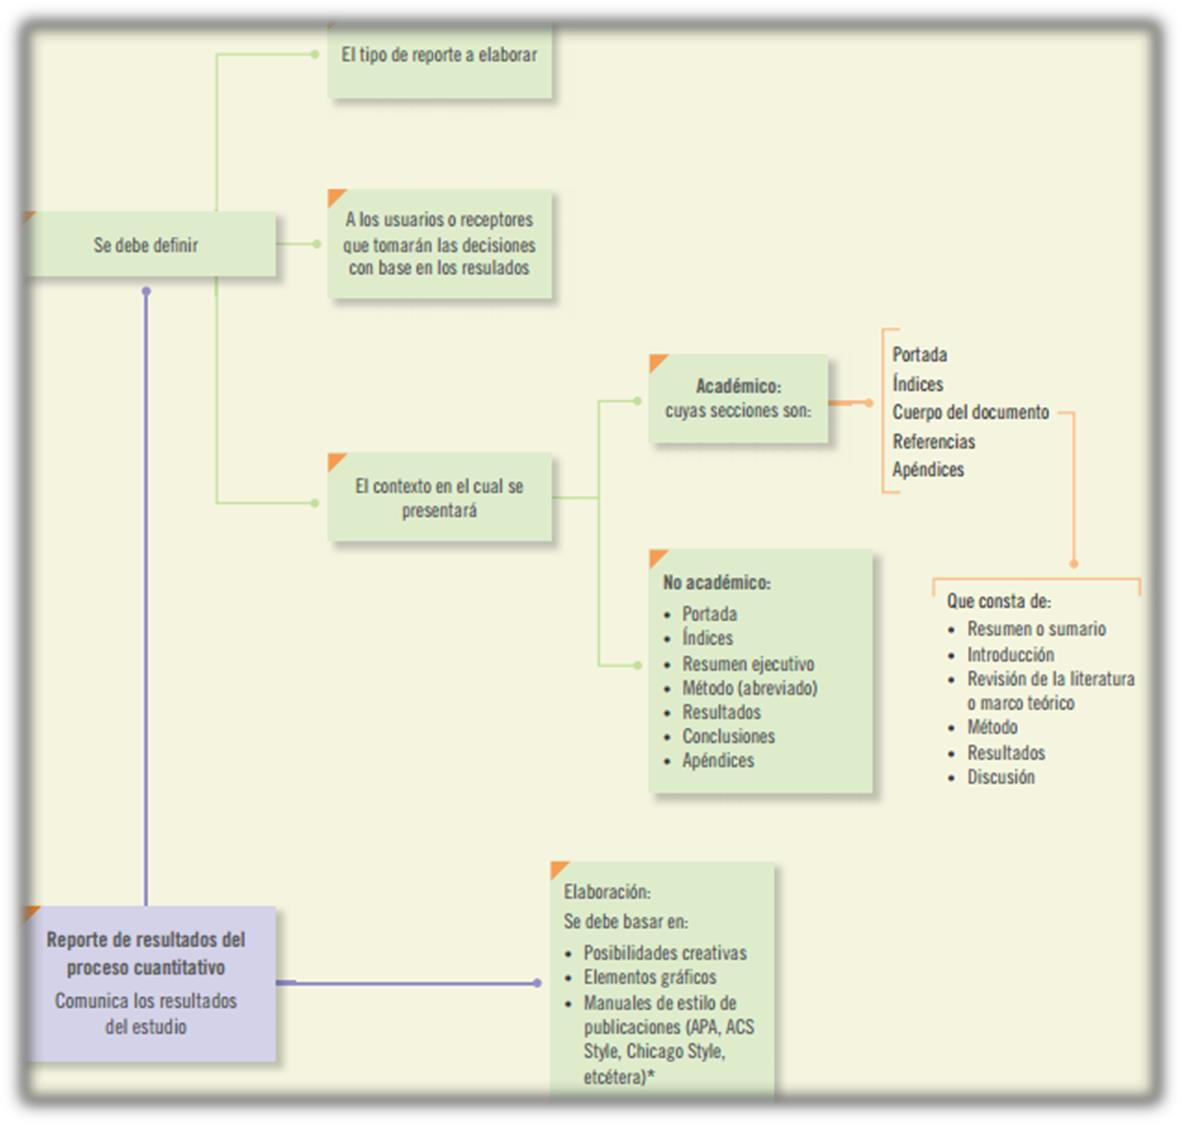 El tipo de reporte a elaborar
A los usuarios o receptores
que tomarán las decisiones
con base en los resulados
Se debe definir
Académico:
cuyas secciones son:
Portada
Índices
Cuerpo del documento
Referencias
Apéndices
El contexto en el cual se
presentará
No académico:
• Portada
• Índices
• Resumen ejecutivo
• Método (abreviado)
• Resultados
• Conclusiones
• Apéndices
Que consta de:
• Resumen o sumario
• Introducción
• Revisión de la literatura
o marco teórico
• Método
• Resultados
• Discusión
Reporte de resultados del
proceso cuantitativo
Comunica los resultados
del estudio
Elaboración:
Se debe basar en:
• Posibilidades creativas
• Elementos gráficos
• Manuales de estilo de
publicaciones (APA, ACS
Style, Chicago Style,
etcétera)*